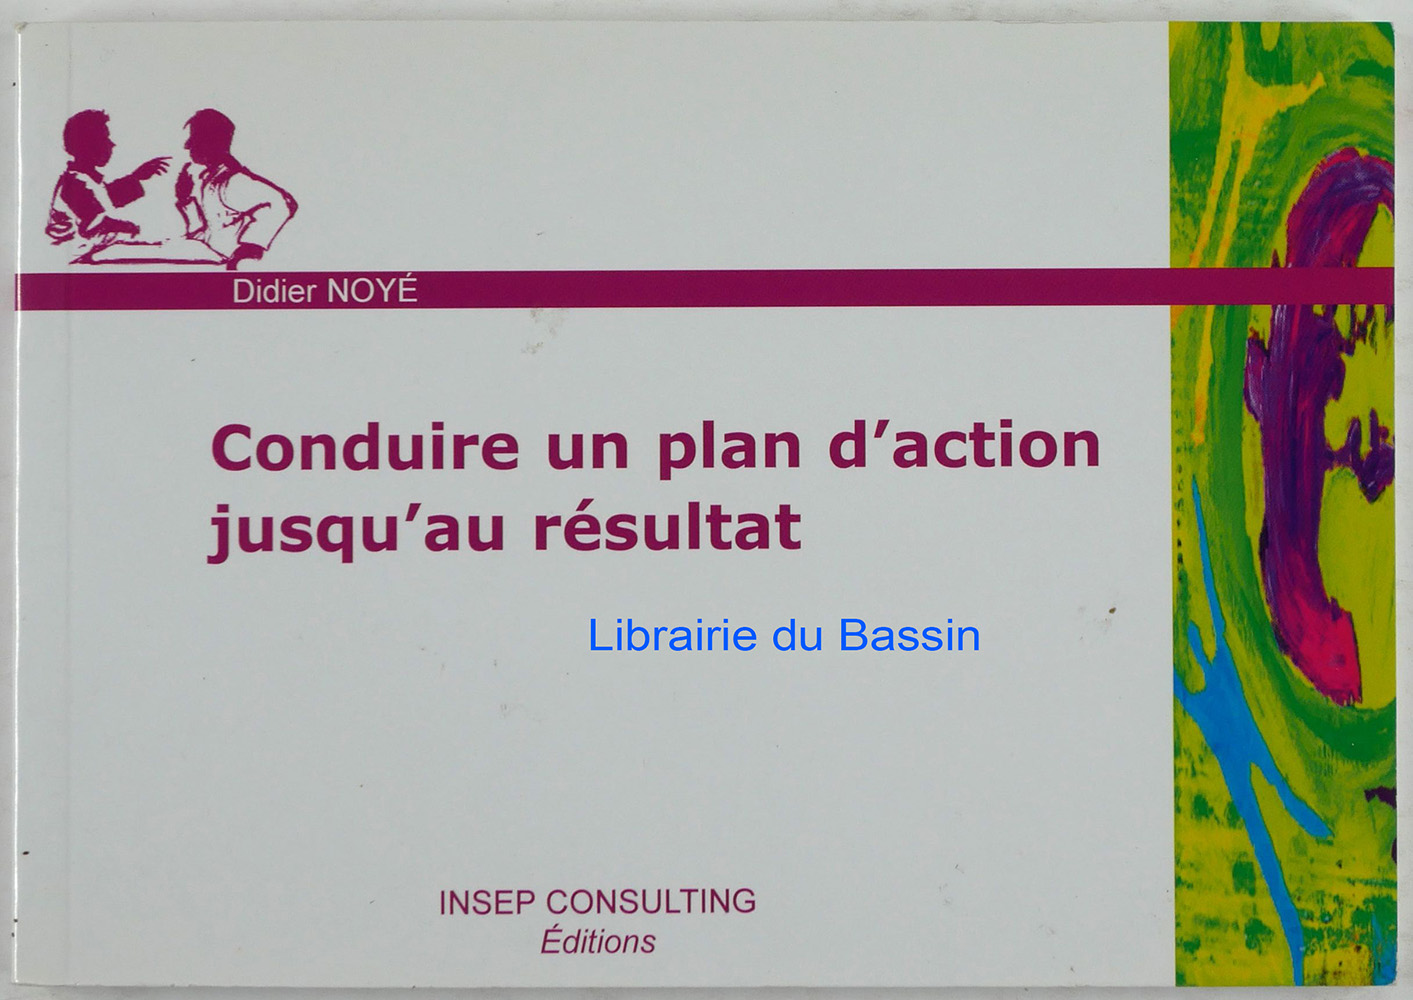 Didier NOYÉ
Conduire un plan d’action
jusqu’au résultat
Librairie du Bassin
INSEP CONSULTING
Éditions